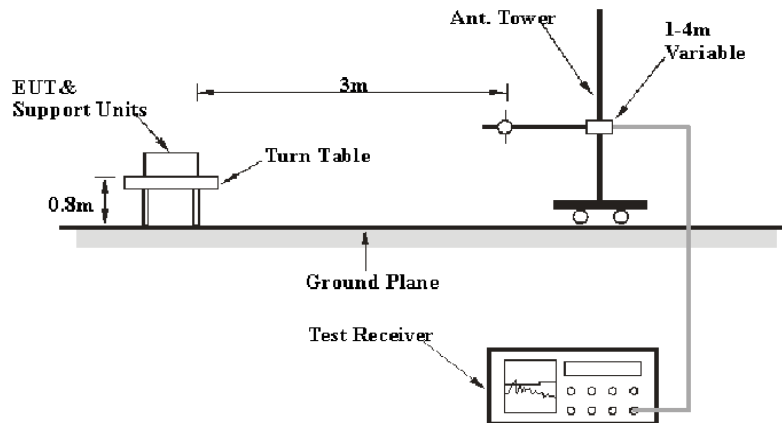 Ant. Tower
1-4m
Variable
EUT &
Support Units
3m
Turn Table
0.8m
Ground Plane
Test Receiver